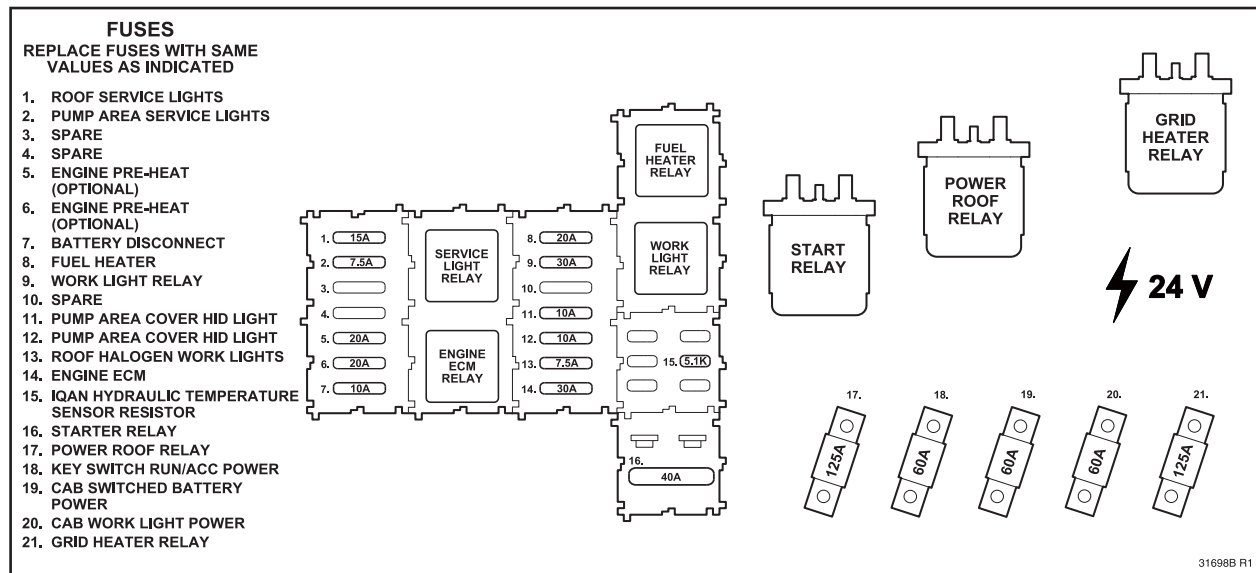 FUSES
REPLACE FUSES WITH SAME
VALUES AS INDICATED
1. ROOF SERVICE LIGHTS
2. PUMP AREA SERVICE LIGHTS
3. SPARE
4. SPARE
5. ENGINE PRE-HEAT
(OPTIONAL)
6. ENGINE PRE-HEAT
(OPTIONAL)
7. BATTERY DISCONNECT
8. FUEL HEATER
9. WORK LIGHT RELAY
10. SPARE
11. PUMP AREA COVER HID LIGHT
12. PUMP AREA COVER HID LIGHT
13. ROOF HALOGEN WORK LIGHTS
14. ENGINE ECM
15. IQAN HYDRAULIC TEMPERATURE
SENSOR RESISTOR
16. STARTER RELAY
17. POWER ROOF RELAY
18. KEY SWITCH RUN/ACC POWER
19. CAB SWITCHED BATTERY
POWER
20. CAB WORK LIGHT POWER
21. GRID HEATER RELAY
1. 15A
2. 7.5A
3.
4.
5. 20A
6. 20A
7. 10A
SERVICE
LIGHT
RELAY
ENGINE
ECM
RELAY
8. 20A
9. 30A
10.
11. 10A
12. 10A
13. 7.5A
14. 30A
FUEL
HEATER
RELAY
WORK
LIGHT
RELAY
15. 5.1K
16.
40A
START
RELAY
POWER
ROOF
RELAY
GRID
HEATER
RELAY
24 V
17. 18. 19. 20. 21.
125A 60A 60A 60A 125A
31698B R1